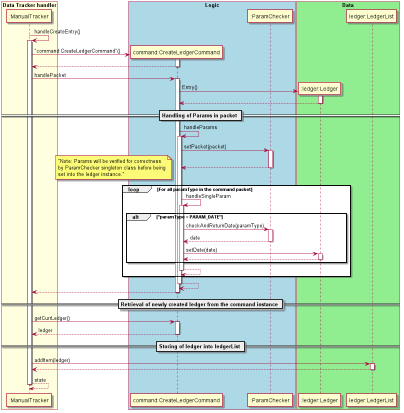 Data Tracker handler
Logic
Data
ManualTracker
ParamChecker
ledger.LedgerList
handleCreateEntry()
"command.CreateLedgerCommand"()
command.CreateLedgerCommand
handlePacket
Entry()
:ledger.Ledger
Handling of Params in packet
handleParams
setPacket(packet)
"Note: Params will be verified for correctness
by ParamChecker singleton class before being
set into the ledger instance."
loop
[For all paramType in the command packet]
handleSingleParam
alt
["paramType = PARAM_DATE"]
checkAndReturnDate(paramType)
date
setDate(date)
Retrieval of newly created ledger from the command instance
getCurrLedger()
ledger
Storing of ledger into ledgerList
addItem(ledger)
state
ManualTracker
command.CreateLedgerCommand
ParamChecker
:ledger.Ledger
ledger.LedgerList